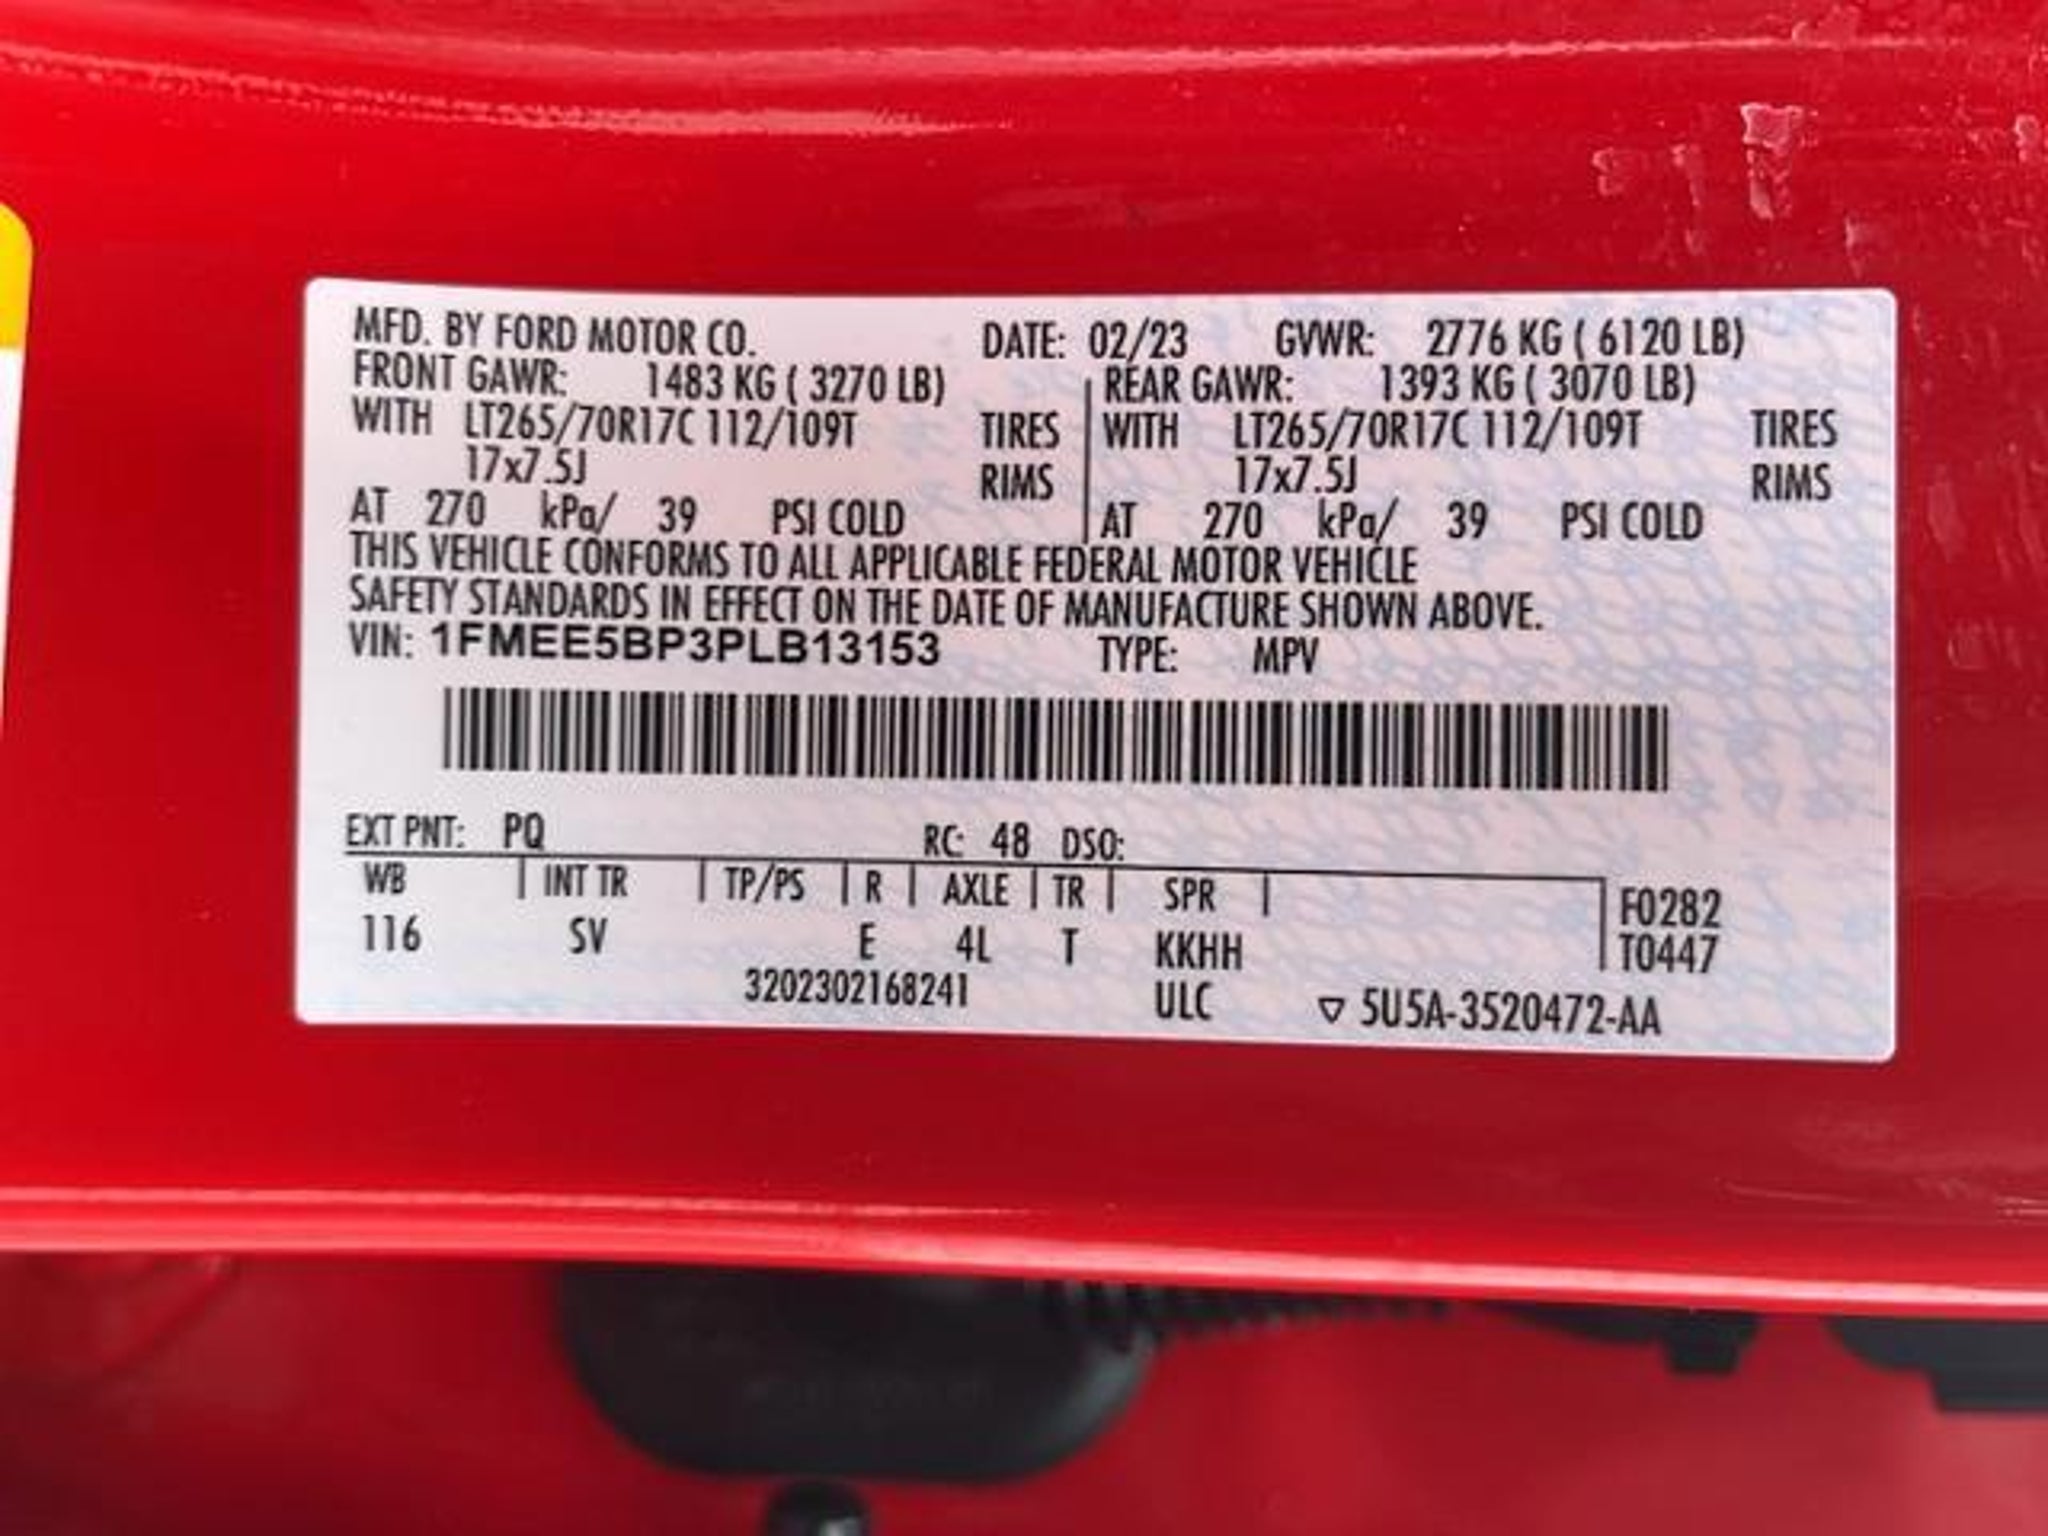 MFD. BY FORD MOTOR CO. DATE: 02/23 GVWR: 2776 KG ( 6120 LB)
FRONT GAWR: 1483 KG ( 3270 LB) REAR GAWR: 1393 KG ( 3070 LB)
WITH LT265/70R17C 112/109T TIRES WITH LT265/70R17C 112/109T TIRES
17x7.5J RIMS 17x7.5J RIMS
AT 270 kPa/ 39 PSI COLD AT 270 kPa/ 39 PSI COLD
THIS VEHICLE CONFORMS TO ALL APPLICABLE FEDERAL MOTOR VEHICLE
SAFETY STANDARDS IN EFFECT ON THE DATE OF MANUFACTURE SHOWN ABOVE.
VIN: 1FMEE5BP3PLB13153 TYPE: MPV
EXT PNT: PQ RC: 48 DSO:
WB INT TR TP/PS R AXLE TR SPR F0282
116 SV E 4L T KKHH T0447
3202302168241 ULC ▽ 5U5A-3520472-AA